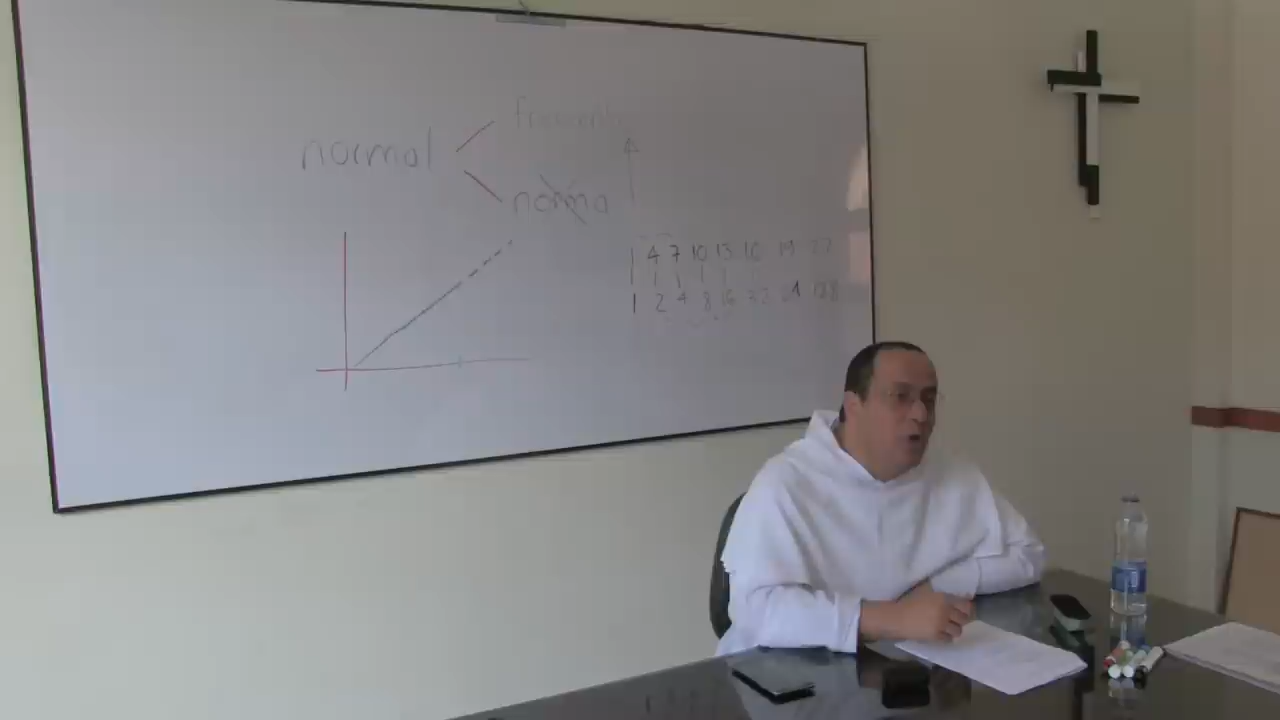 normal
norma
1 4 7 10 13 16 19 22
1 2 4 8 16 32 64 128